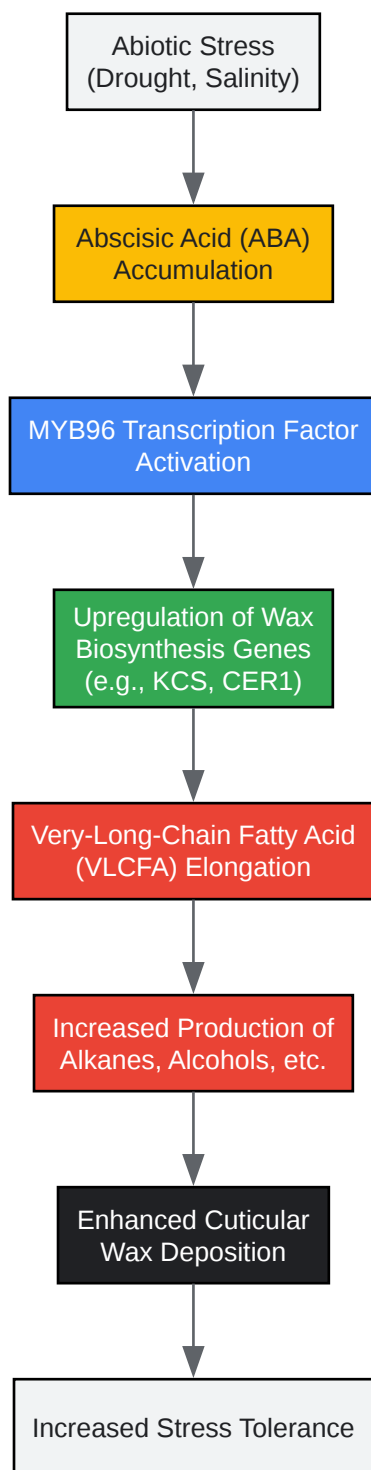 Abiotic Stress
(Drought, Salinity)
Abscisic Acid (ABA)
Accumulation
MYB96 Transcription Factor
Activation
Upregulation of Wax
Biosynthesis Genes
(e.g., KCS, CER1)
Very-Long-Chain Fatty Acid
(VLCFA) Elongation
Increased Production of
Alkanes, Alcohols, etc.
Enhanced Cuticular
Wax Deposition
Increased Stress Tolerance